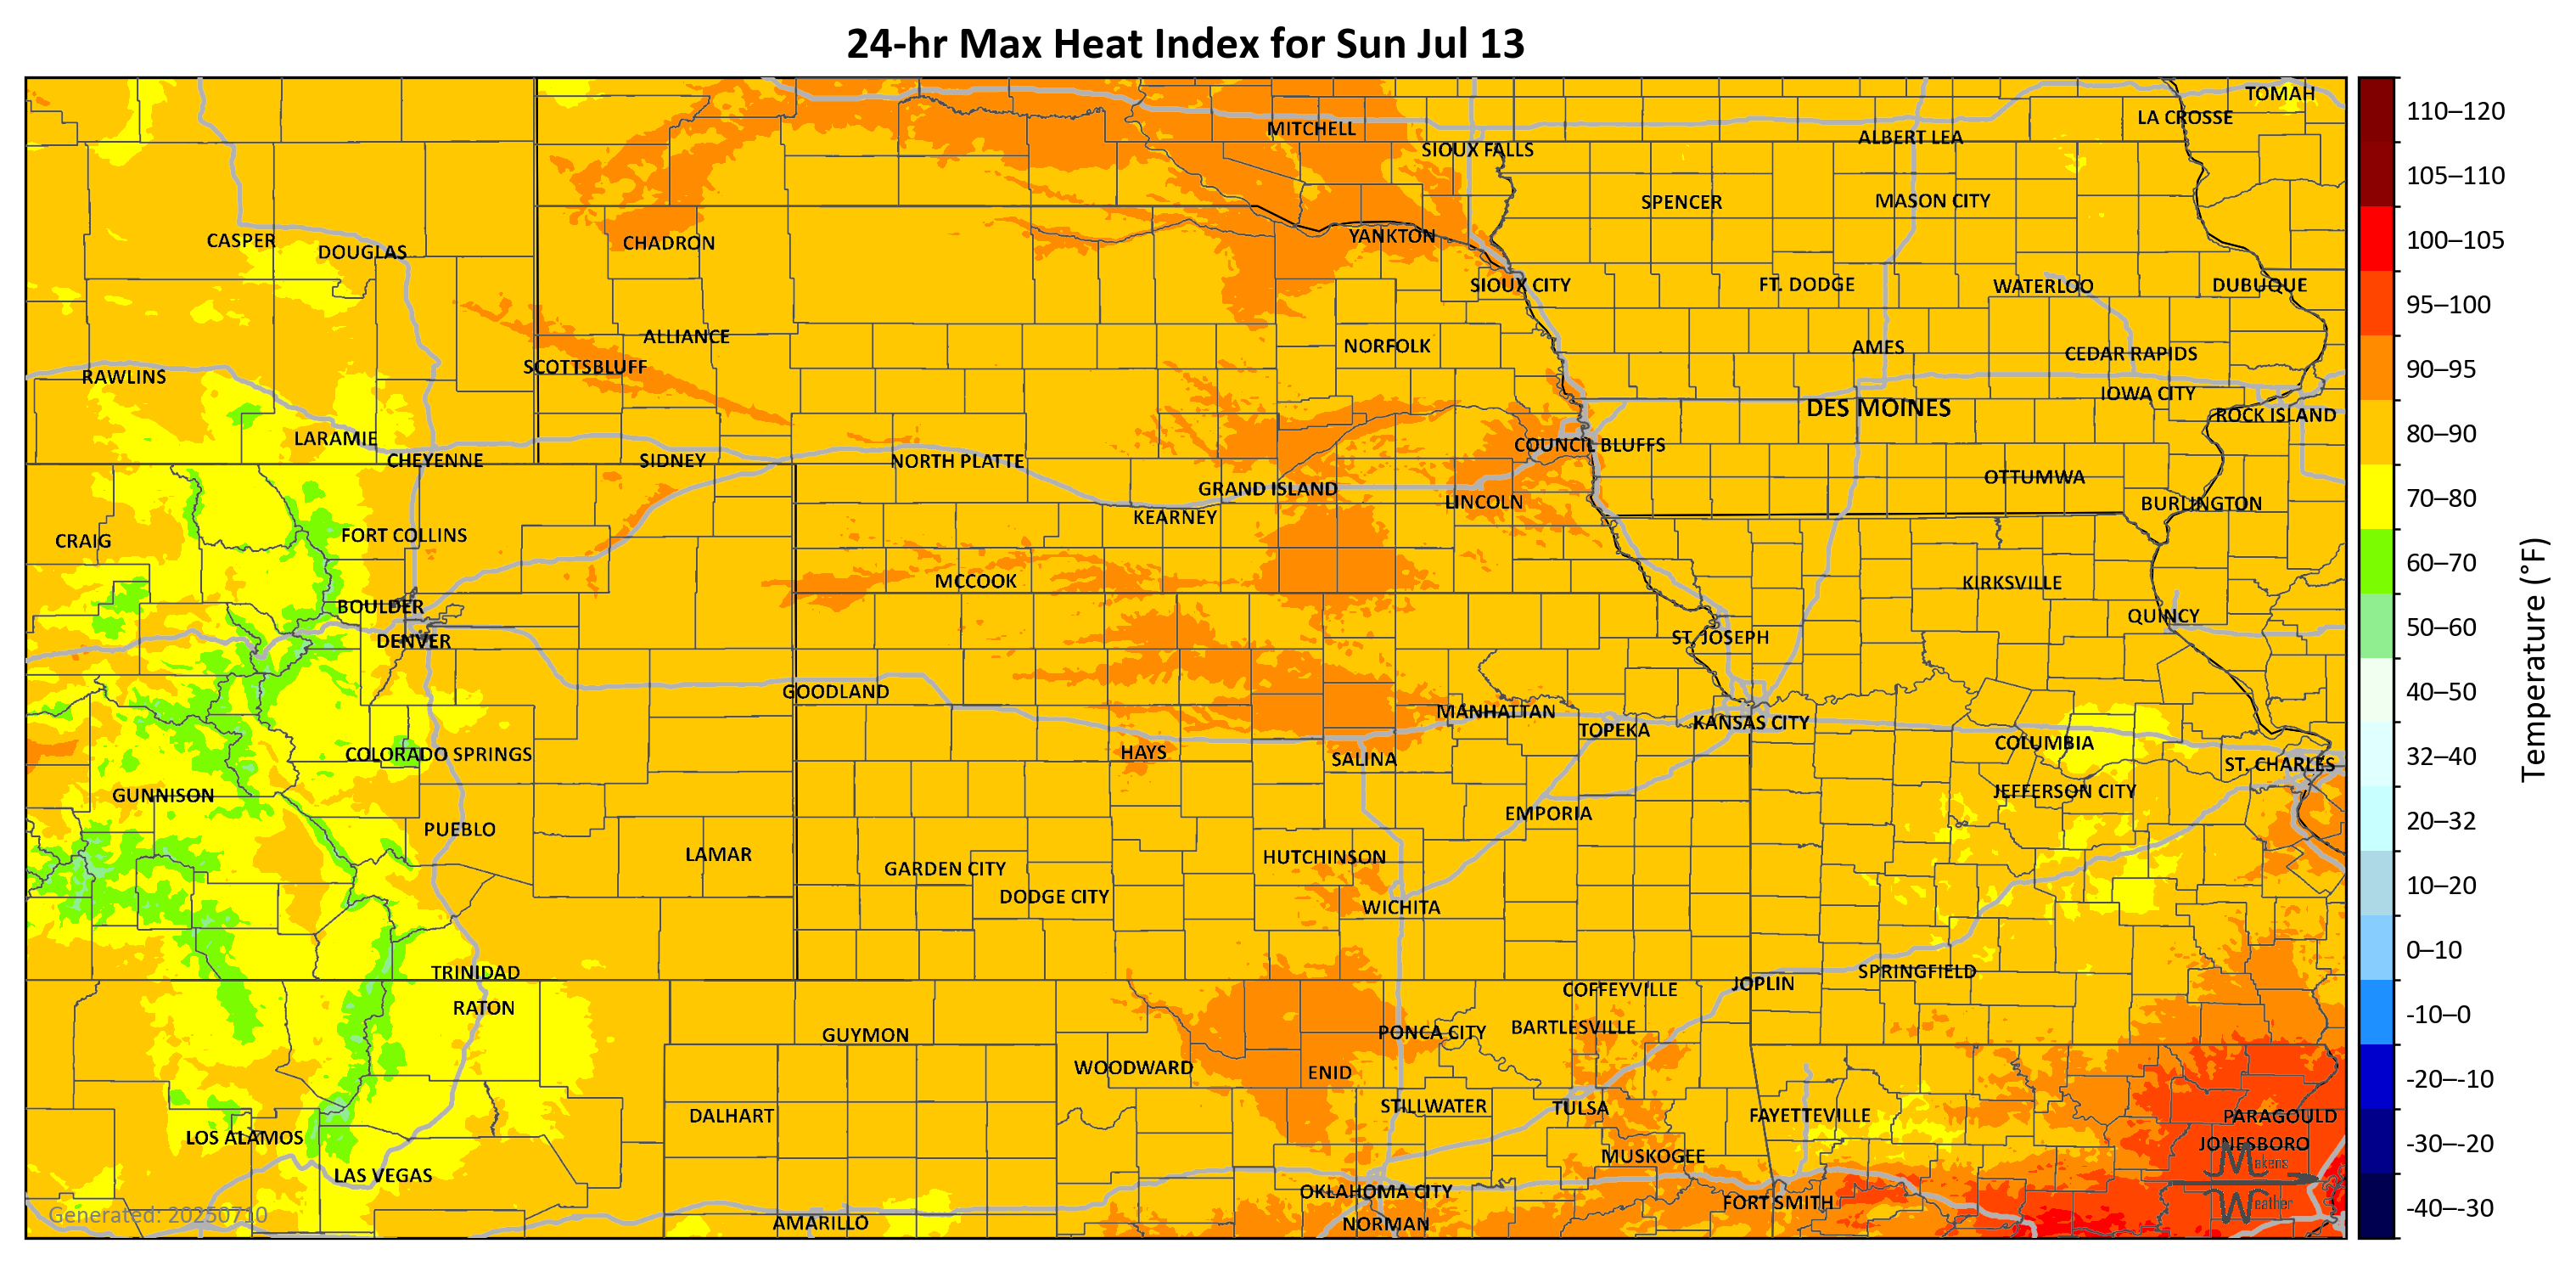 24-hr Max Heat Index for Sun Jul 13
TOMAH
LA CROSSE
MITCHELL
ALBERT LEA
SIOUX FALLS
SPENCER
MASON CITY
CASPER
DOUGLAS
CHADRON
YANKTON
SIOUX CITY
FT. DODGE
WATERLOO
DUBUQUE
ALLIANCE
NORFOLK
AMES
CEDAR RAPIDS
SCOTTSBLUFF
RAWLINS
IOWA CITY
DES MOINES
ROCK ISLAND
LARAMIE
COUNCIL BLUFFS
CHEYENNE
SIDNEY
NORTH PLATTE
OTTUMWA
GRAND ISLAND
LINCOLN
BURLINGTON
KEARNEY
CRAIG
FORT COLLINS
MCCOOK
KIRKSVILLE
BOULDER
QUINCY
DENVER
ST. JOSEPH
GOODLAND
MANHATTAN
KANSAS CITY
TOPEKA
COLUMBIA
COLORADO SPRINGS
HAYS
SALINA
ST. CHARLES
GUNNISON
JEFFERSON CITY
EMPORIA
PUEBLO
LAMAR
HUTCHINSON
GARDEN CITY
DODGE CITY
WICHITA
TRINIDAD
SPRINGFIELD
JOPLIN
COFFEYVILLE
RATON
BARTLESVILLE
PONCA CITY
GUYMON
WOODWARD
ENID
STILLWATER
TULSA
DALHART
FAYETTEVILLE
PARAGOULD
LOS ALAMOS
JONESBORO
MUSKOGEE
LAS VEGAS
OKLAHOMA CITY
FORT SMITH
AMARILLO
NORMAN
Makens
Weather
Generated: 20250710
110–120
105–110
100–105
95–100
90–95
80–90
70–80
60–70
50–60
40–50
32–40
20–32
10–20
0–10
-10–0
-20–-10
-30–-20
-40–-30
Temperature (°F)